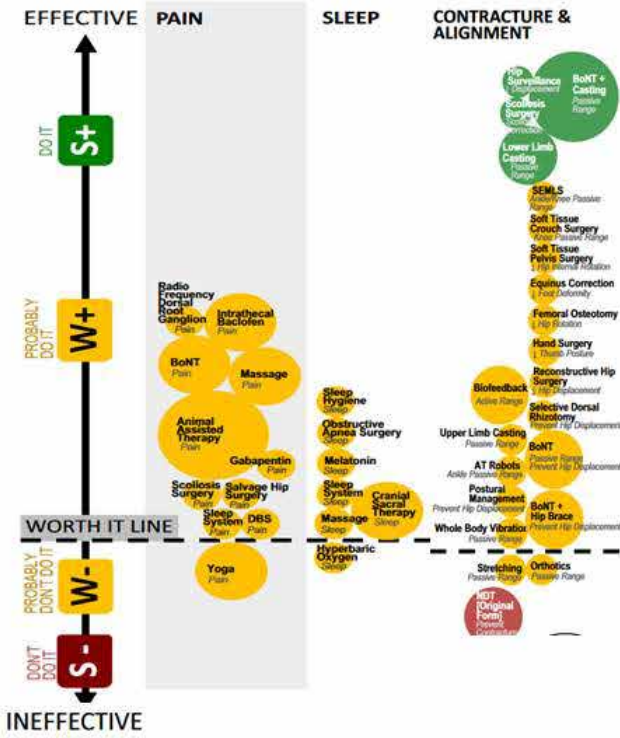 EFFECTIVE
PAIN
SLEEP
CONTRACTURE &
ALIGNMENT
DO IT
S+
PROBABLY
DO IT
W+
WORTH IT LINE
PROBABLY
DON'T DO IT
W-
DON'T
DO IT
S -
INEFFECTIVE
Radio
Frequency
Dorsal
Root
Ganglion
Pain
Intrathecal
Baclofen
Pain
BoNT
Pain
Massage
Pain
Animal
Assisted
Therapy
Pain
Gabapentin
Pain
Scoliosis
Surgery
Pain
Salvage Hip
Surgery
Pain
Sleep
System
Pain
DBS
Pain
Yoga
Pain
Sleep
Hygiene
Sleep
Obstructive
Apnea Surgery
Sleep
Melatonin
Sleep
Sleep
System
Sleep
Cranial
Sacral
Therapy
Sleep
Massage
Sleep
Hyperbaric
Oxygen
Sleep
Hip
Surveillance
↓ Displacement
BoNT +
Casting
Passive
Range
Scoliosis
Surgery
Scoliosis
Correction
Lower Limb
Casting
Passive
Range
SEMLS
Ankle/Knee Passive
Range
Soft Tissue
Crouch Surgery
Knee Passive Range
Soft Tissue
Pelvis Surgery
↓ Hip Internal Rotation
Equinus Correction
↓ Foot Deformity
Femoral Osteotomy
↓ Hip Rotation
Hand Surgery
↓ Thumb Posture
Reconstructive Hip
Surgery
↓ Hip Displacement
Biofeedback
Active Range
Selective Dorsal
Rhizotomy
Prevent Hip Displacement
Upper Limb Casting
Passive Range
BoNT
Passive Range
Prevent Hip Displacement
AT Robots
Ankle Passive Range
Postural
Management
Prevent Hip Displacement
BoNT +
Hip Brace
Prevent Hip Displacement
Whole Body Vibration
Passive Range
Stretching
Passive Range
Orthotics
Passive Range
NDT
[Original
Form]
Prevent
Contracture